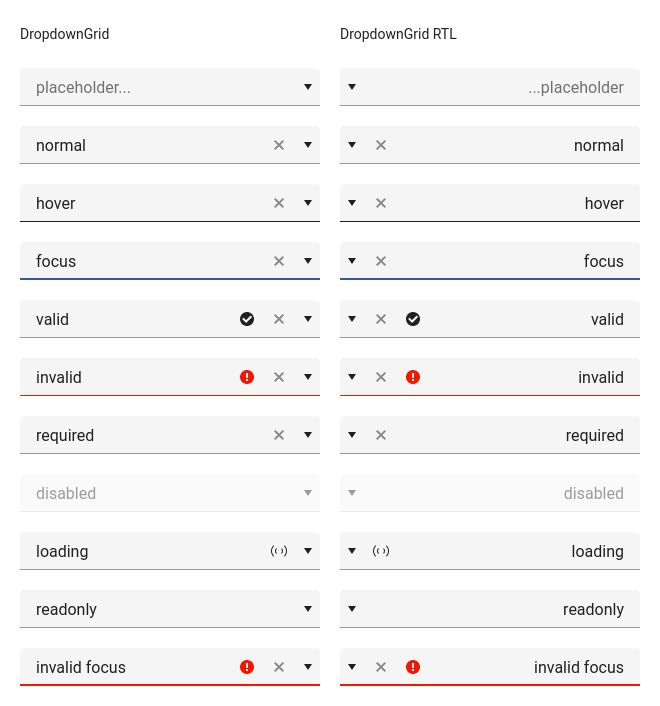 DropdownGrid
DropdownGrid RTL
placeholder...
...placeholder
normal
normal
hover
hover
focus
focus
valid
valid
invalid
invalid
required
required
disabled
disabled
loading
loading
readonly
readonly
invalid focus
invalid focus